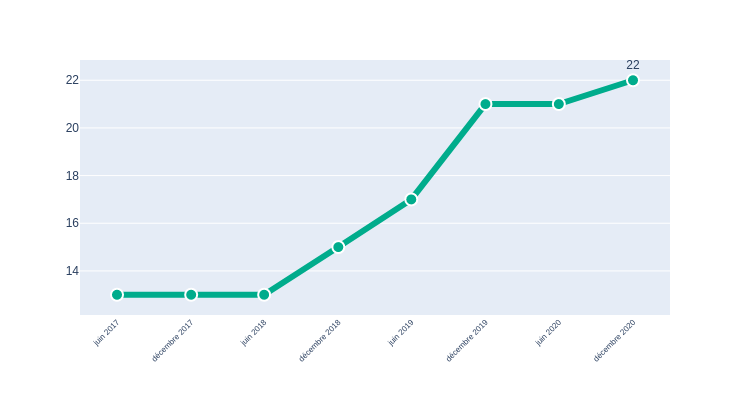 22
22
20
18
16
14
juin 2017
décembre 2017
juin 2018
décembre 2018
juin 2019
décembre 2019
juin 2020
décembre 2020